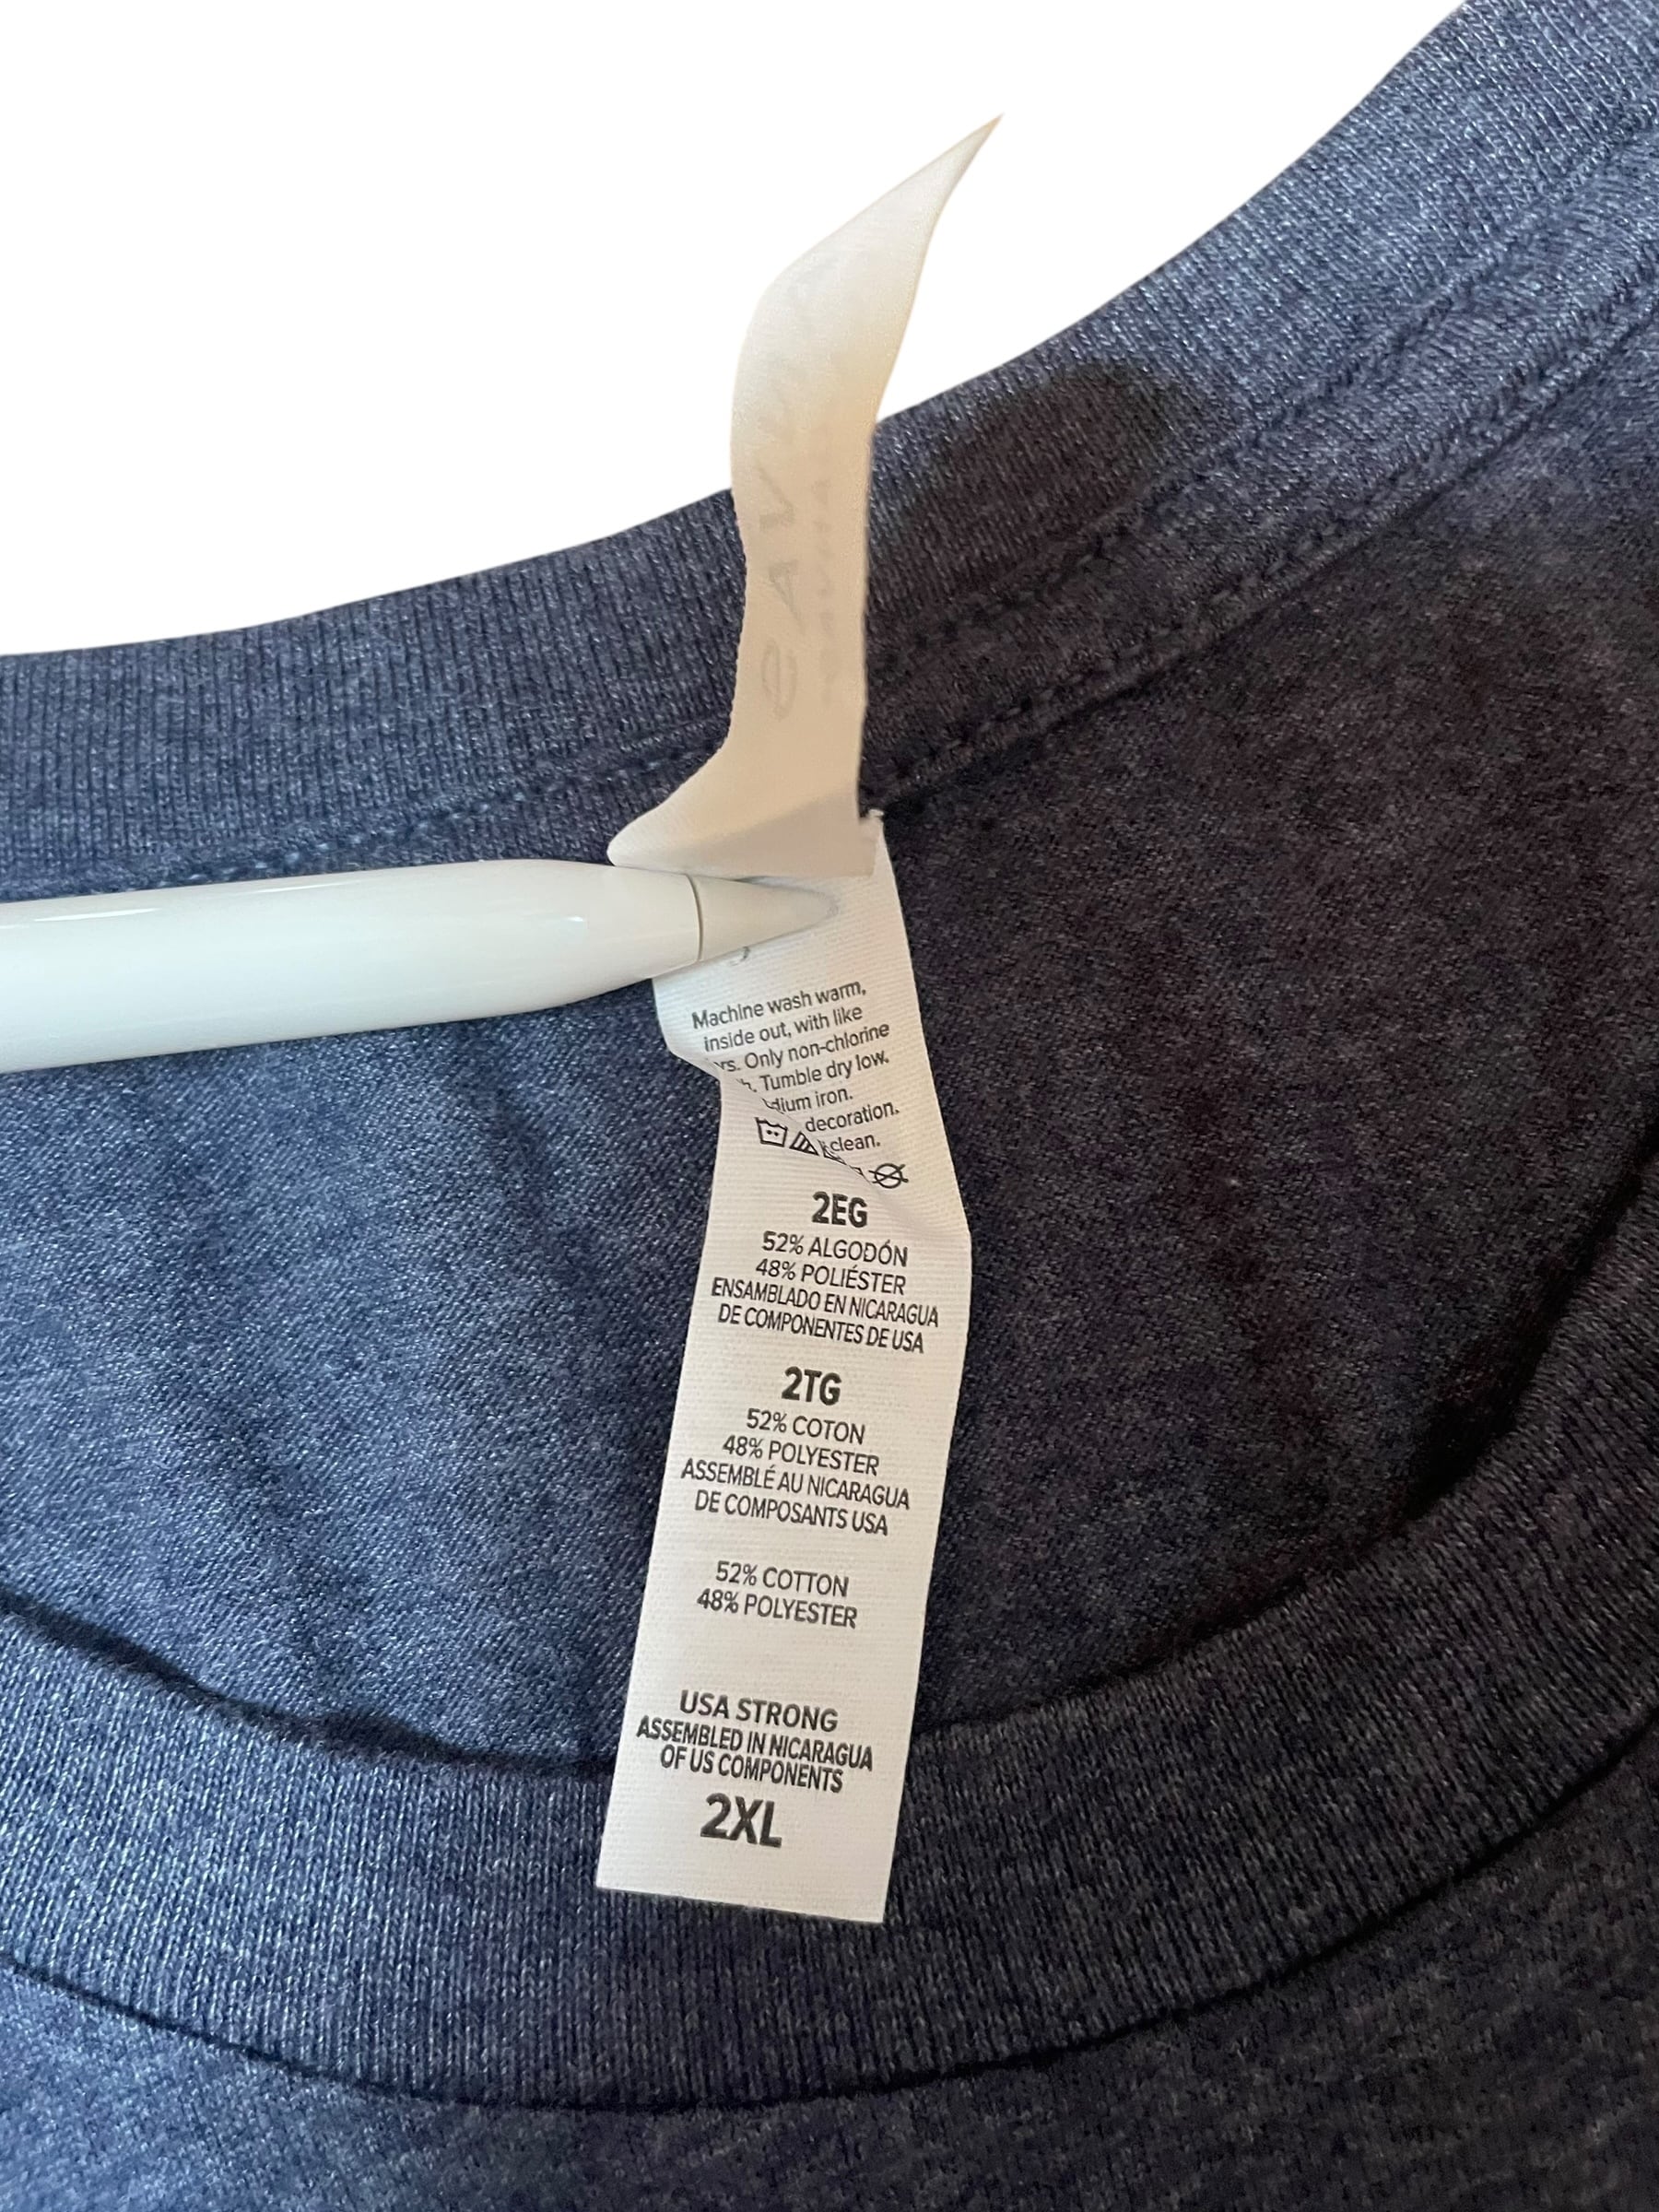 Machine wash warm,
inside out, with like
Only non-chlorine
Tumble dry low.
iron.
decoration.
clean.
2EG
52% ALGODÓN
48% POLIÉSTER
ENSAMBLADO EN NICARAGUA
DE COMPONENTES DE USA
2TG
52% COTON
48% POLYESTER
ASSEMBLÉ AU NICARAGUA
DE COMPOSANTS USA
52% COTTON
48% POLYESTER
USA STRONG
ASSEMBLED IN NICARAGUA
OF US COMPONENTS
2XL